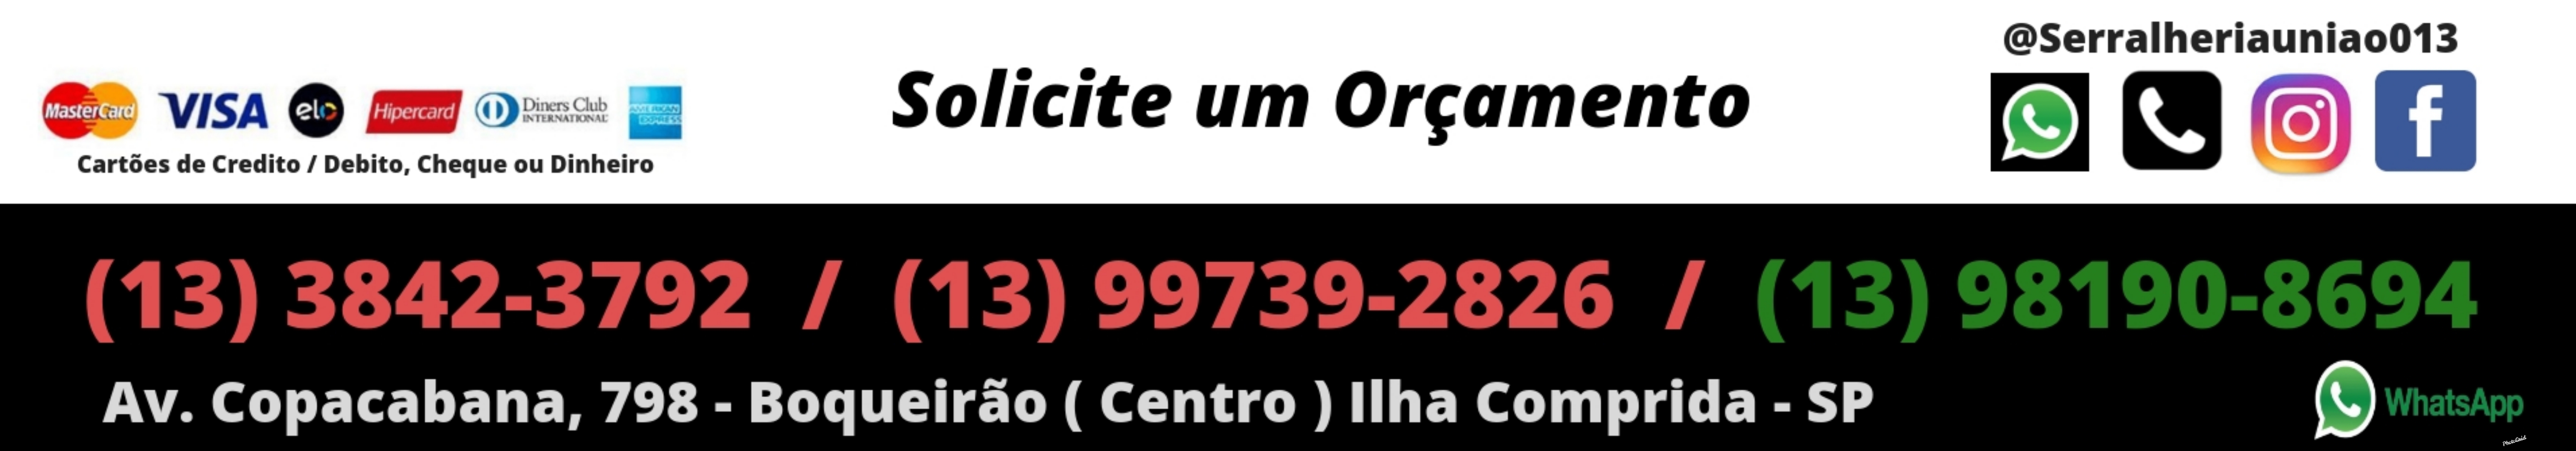 @Serralheriauniao013
MasterCard VISA elo Hipercard Diners Club INTERNATIONAL AMERICAN EXPRESS
Solicite um Orçamento
Cartões de Credito / Debito, Cheque ou Dinheiro
(13) 3842-3792 / (13) 99739-2826 / (13) 98190-8694
Av. Copacabana, 798 - Boqueirão ( Centro ) Ilha Comprida - SP
WhatsApp